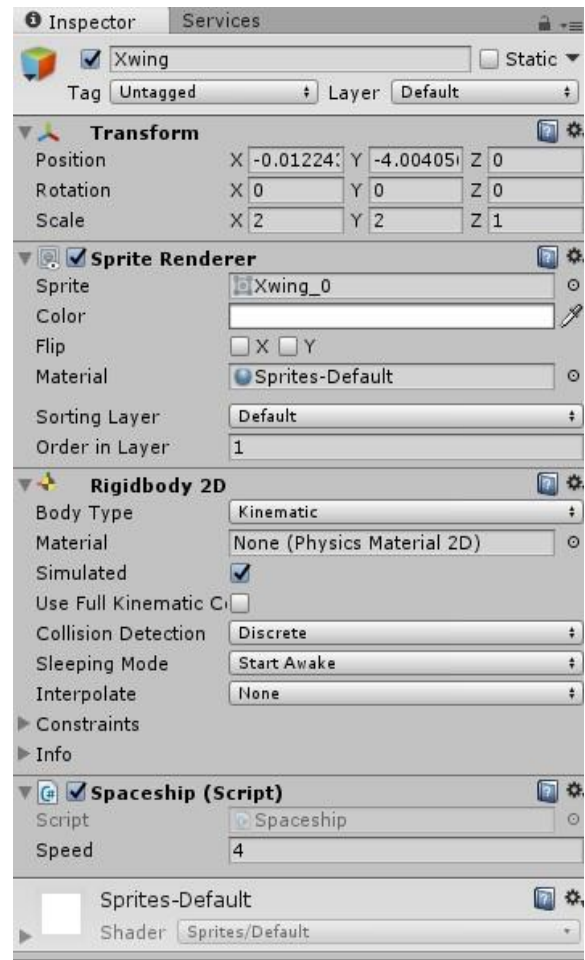 Inspector Services
Xwing Static
Tag Untagged Layer Default
Transform
Position X -0.01224 Y -4.00405 Z 0
Rotation X 0 Y 0 Z 0
Scale X 2 Y 2 Z 1
Sprite Renderer
Sprite Xwing_0
Color
Flip X Y
Material Sprites-Default
Sorting Layer Default
Order in Layer 1
Rigidbody 2D
Body Type Kinematic
Material None (Physics Material 2D)
Simulated
Use Full Kinematic C
Collision Detection Discrete
Sleeping Mode Start Awake
Interpolate None
Constraints
Info
Spaceship (Script)
Script Spaceship
Speed 4
Sprites-Default
Shader Sprites/Default